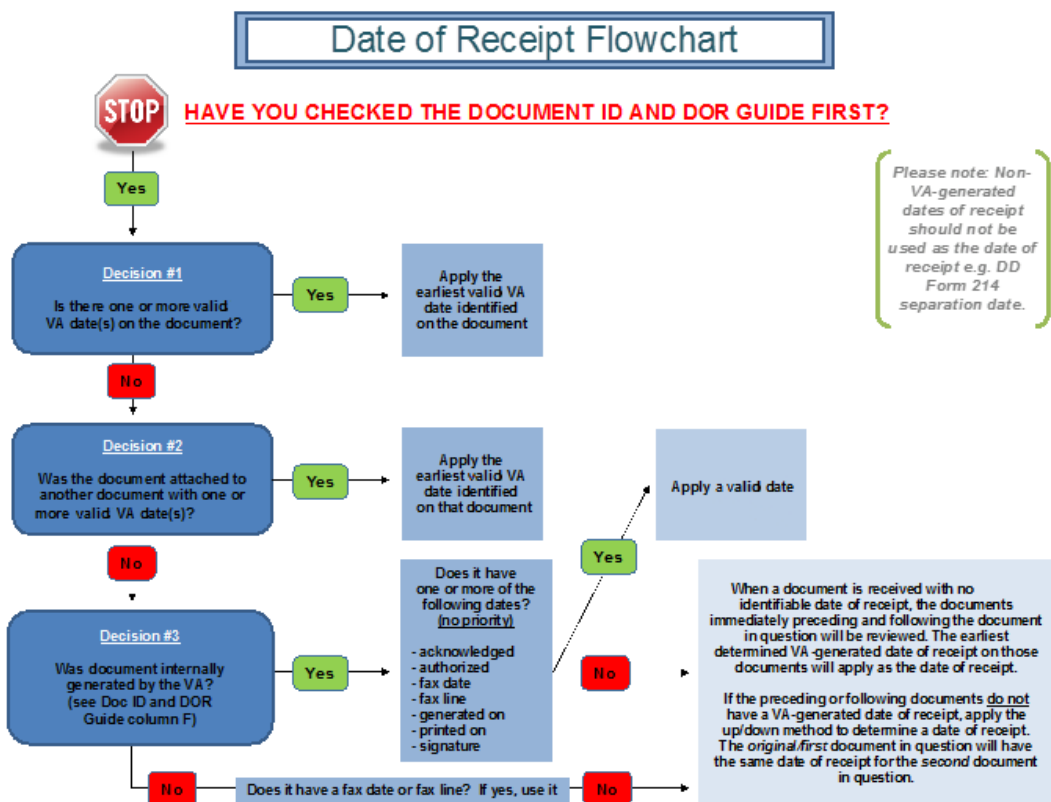 Date of Receipt Flowchart
STOP
HAVE YOU CHECKED THE DOCUMENT ID AND DOR GUIDE FIRST?
Yes
Please note: Non-
VA-generated
dates of receipt
should not be
used as the date of
receipt e.g. DD
Form 214
separation date.
Decision #1
Is there one or more valid
VA date(s) on the document?
Yes
Apply the
earliest valid VA
date identified
on the document
No
Decision #2
Was the document attached to
another document with one or
more valid VA date(s)?
Yes
Apply the
earliest valid VA
date identified
on that document
Apply a valid date
No
Yes
Decision #3
Was document internally
generated by the VA?
(see Doc ID and DOR
Guide column F)
Yes
Does it have
one or more of the
following dates?
(no priority)
- acknowledged
- authorized
- fax date
- fax line
- generated on
- printed on
- signature
No
When a document is received with no
identifiable date of receipt, the documents
immediately preceding and following the document
in question will be reviewed. The earliest
determined VA-generated date of receipt on those
documents will apply as the date of receipt.
If the preceding or following documents do not
have a VA-generated date of receipt, apply the
up/down method to determine a date of receipt.
The original/first document in question will have
the same date of receipt for the second document
in question.
No
Does it have a fax date or fax line? If yes, use it
No